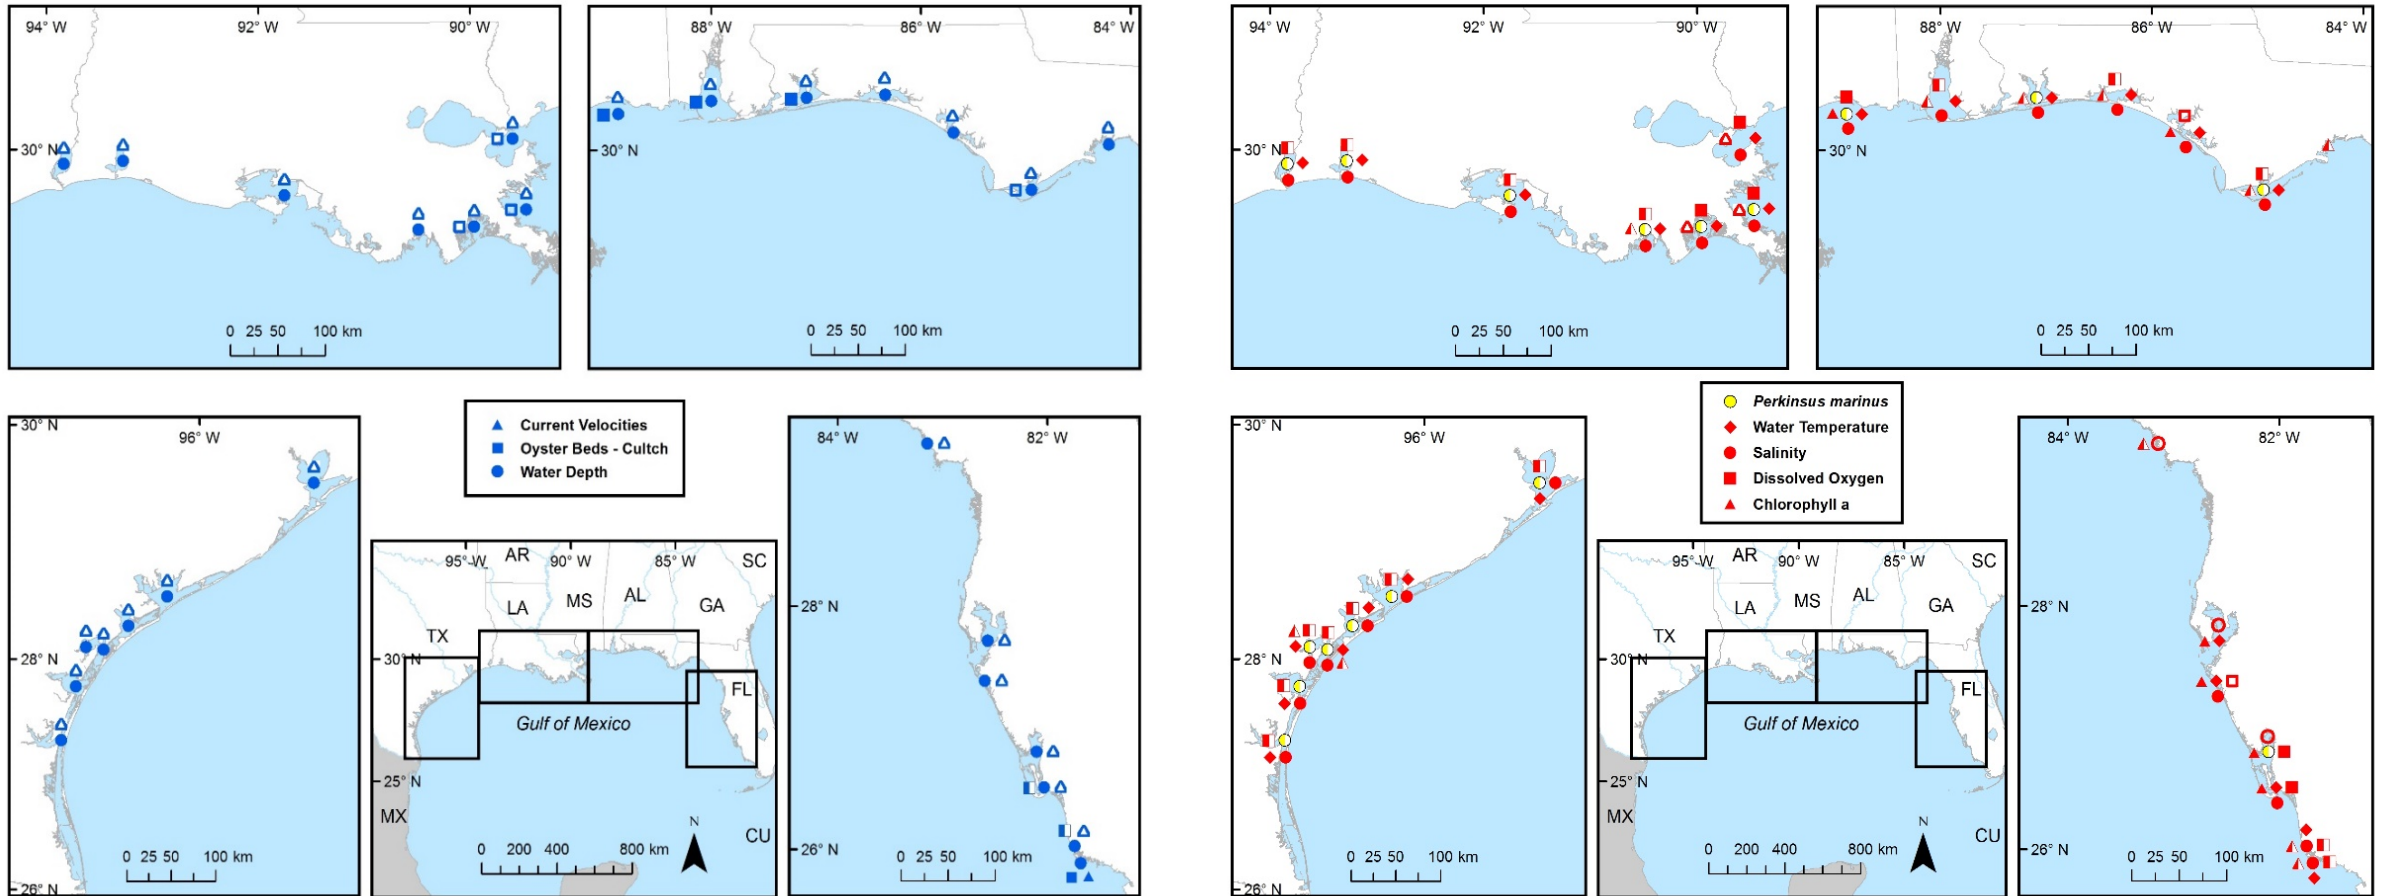 94° W 92° W 90° W
30° N
0 25 50 100 km
88° W 86° W 84° W
30° N
0 25 50 100 km
30° N
96° W
28° N
26° N
0 25 50 100 km
Current Velocities
Oyster Beds - Cultch
Water Depth
95° W 90° W 85° W
AR
SC
LA
MS
AL
GA
TX
30° N
FL
Gulf of Mexico
25° N
MX
CU
N
0 200 400 800 km
84° W 82° W
28° N
26° N
0 25 50 100 km
94° W 92° W 90° W
30° N
0 25 50 100 km
88° W 86° W 84° W
30° N
0 25 50 100 km
30° N
96° W
28° N
26° N
0 25 50 100 km
Perkinsus marinus
Water Temperature
Salinity
Dissolved Oxygen
Chlorophyll a
95° W 90° W 85° W
AR
SC
LA
MS
AL
GA
TX
30° N
FL
Gulf of Mexico
25° N
MX
CU
N
0 200 400 800 km
84° W 82° W
28° N
26° N
0 25 50 100 km